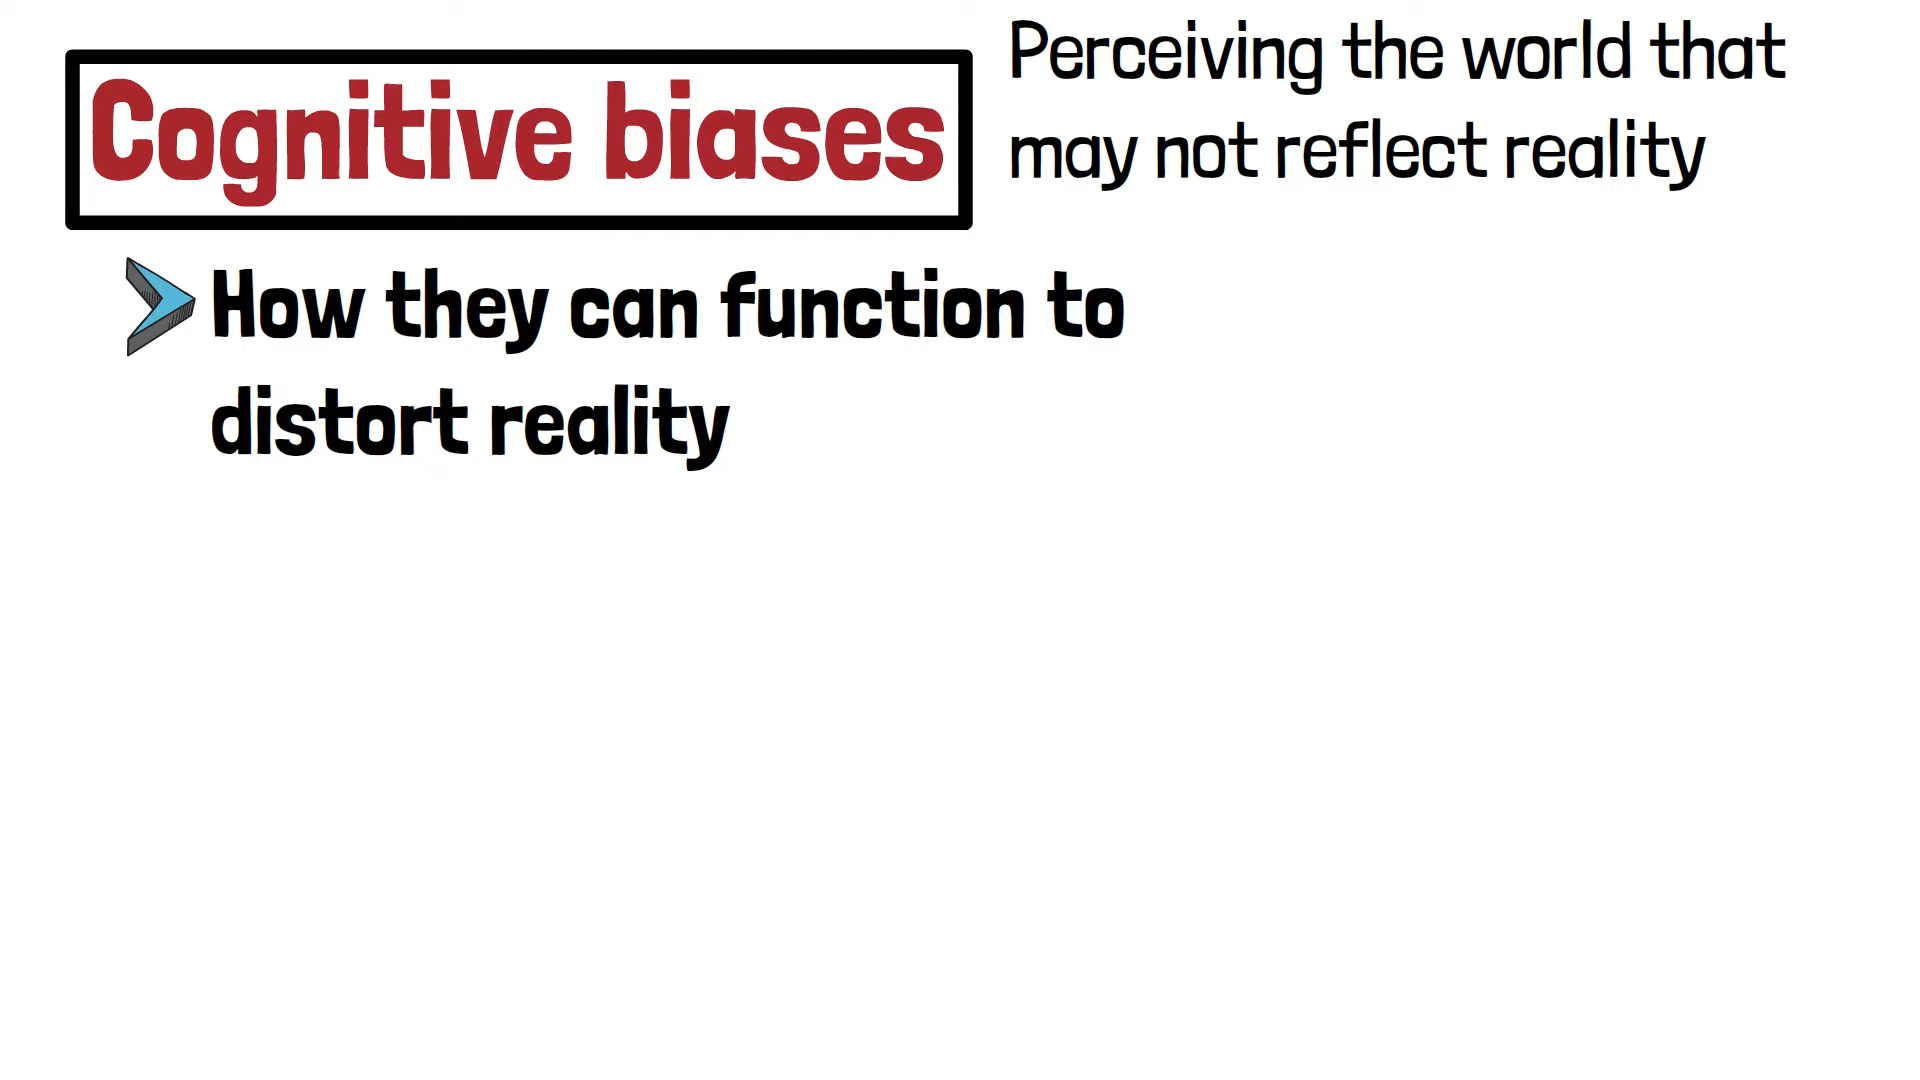 Cognitive biases
Perceiving the world that
may not reflect reality
How they can function to
distort reality